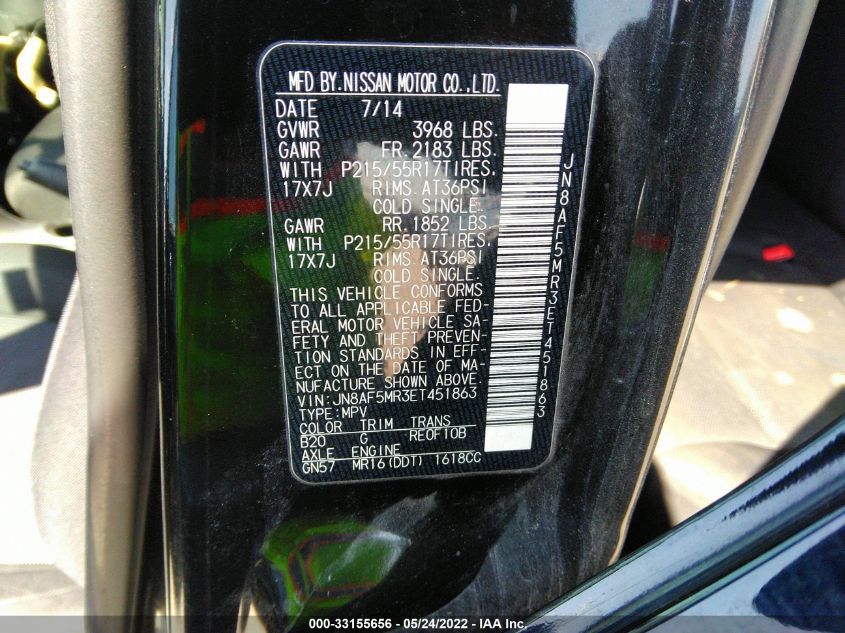 MFD BY.NISSAN MOTOR CO.,LTD.
DATE 7/14
GVWR 3968 LBS.
GAWR FR.2183 LBS.
WITH P215/55R17TIRES.
17X7J RIMS AT36PSI
COLD SINGLE.
GAWR RR.1852 LBS.
WITH P215/55R17TIRES.
17X7J RIMS AT36PSI
COLD SINGLE.
THIS VEHICLE CONFORMS
TO ALL APPLICABLE FED-
ERAL MOTOR VEHICLE SA-
FETY AND THEFT PREVEN-
TION STANDARDS IN EFF-
ECT ON THE DATE OF MA-
NUFACTURE SHOWN ABOVE.
VIN:JN8AF5MR3ET451863
TYPE:MPV
COLOR TRIM TRANS
B20 G RE0F10B
AXLE ENGINE
GN57 MR16(DDT) 1618CC
JN8AF5MR3ET451863
000-33155656 - 05/24/2022 - IAA Inc.